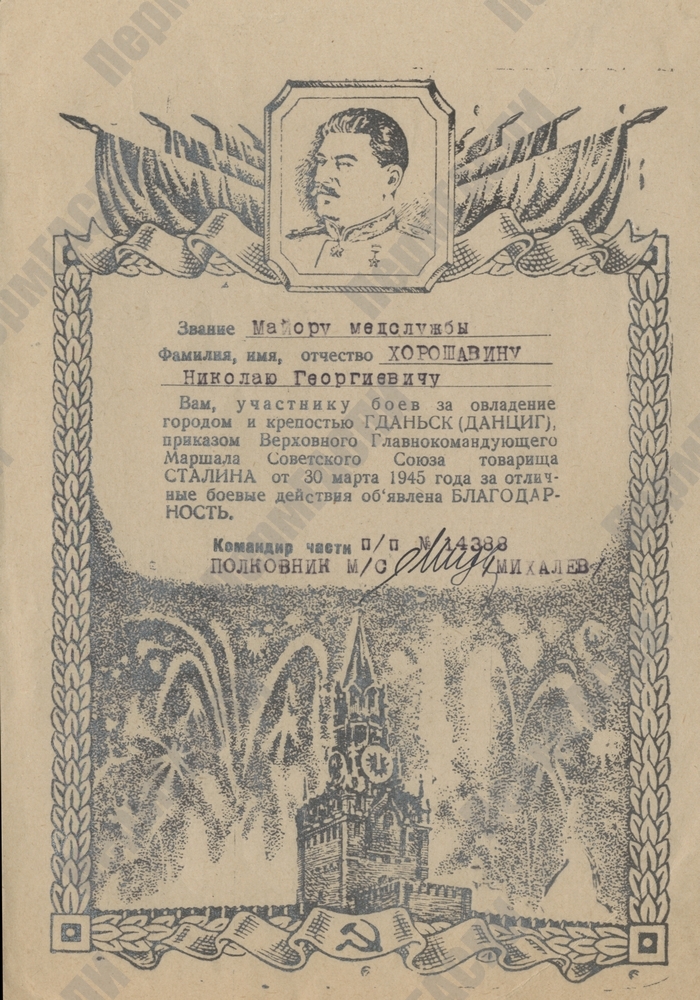 Звание Майору медслужбы
Фамилия, имя, отчество ХОРОШАВИНУ
Николаю Георгиевичу
Вам, участнику боев за овладение
городом и крепостью ГДАНЬСК (ДАНЦИГ),
приказом Верховного Главнокомандующего
Маршала Советского Союза товарища
СТАЛИНА от 30 марта 1945 года за отлич-
ные боевые действия об'явлена БЛАГОДАР-
НОСТЬ.
Командир части п/п № 14388
ПОЛКОВНИК М/С МИХАЛЕВ